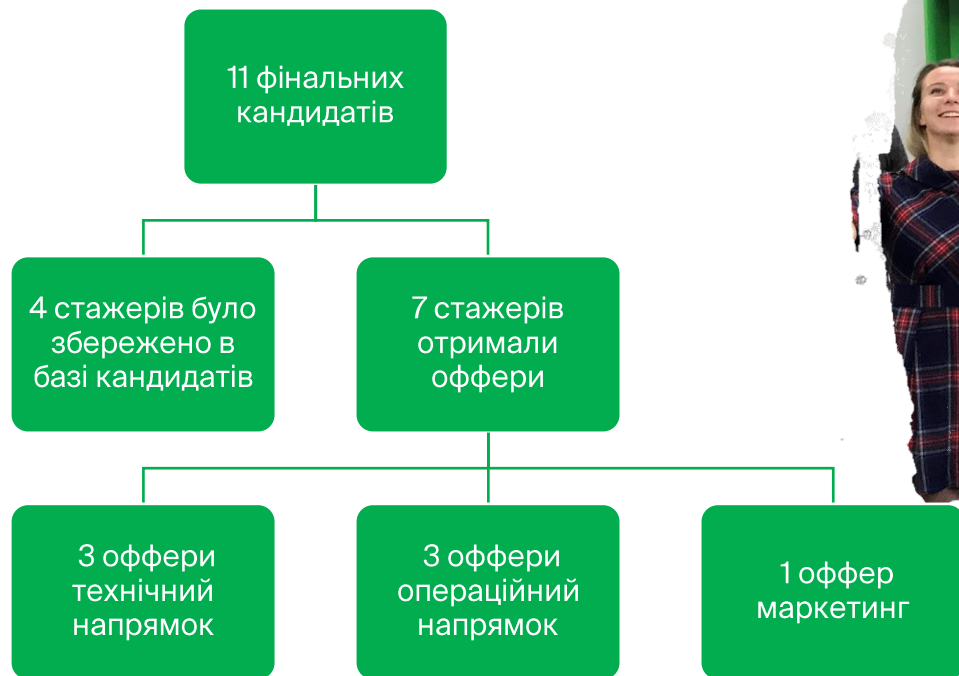 11 фінальних
кандидатів
4 стажерів було
збережено в
базі кандидатів
7 стажерів
отримали
оффери
3 оффери
технічний
напрямок
3 оффери
операційний
напрямок
1 оффер
маркетинг